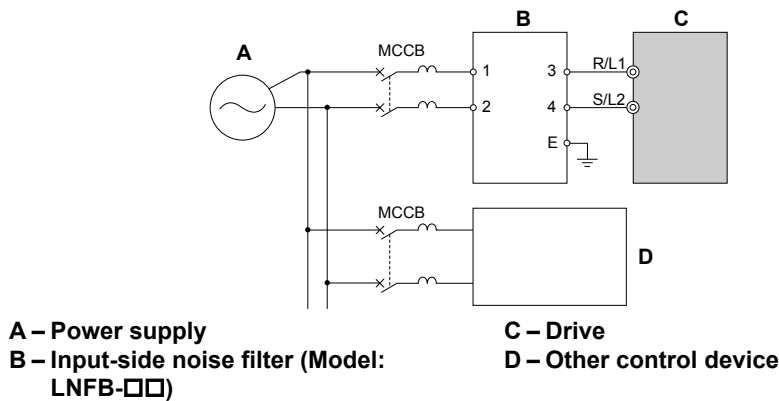 A
B
C
MCCB
1
3
R/L1
2
4
S/L2
E
MCCB
D
A – Power supply
B – Input-side noise filter (Model: LNFB-□□)
C – Drive
D – Other control device